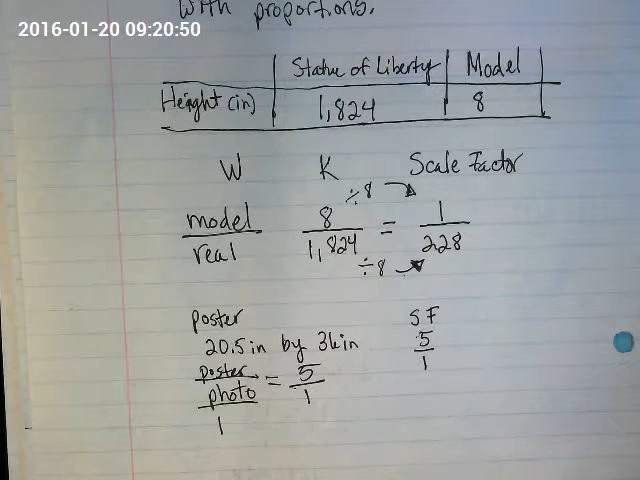 with proportions.
2016-01-20 09:20:50
Statue of Liberty Model
Height (in) 1,824 8
W K Scale Factor
÷8
model 8 = 1
real 1,824 228
÷8
poster SF
20.5 in by 36in 5
1
poster = 5
photo 1
1